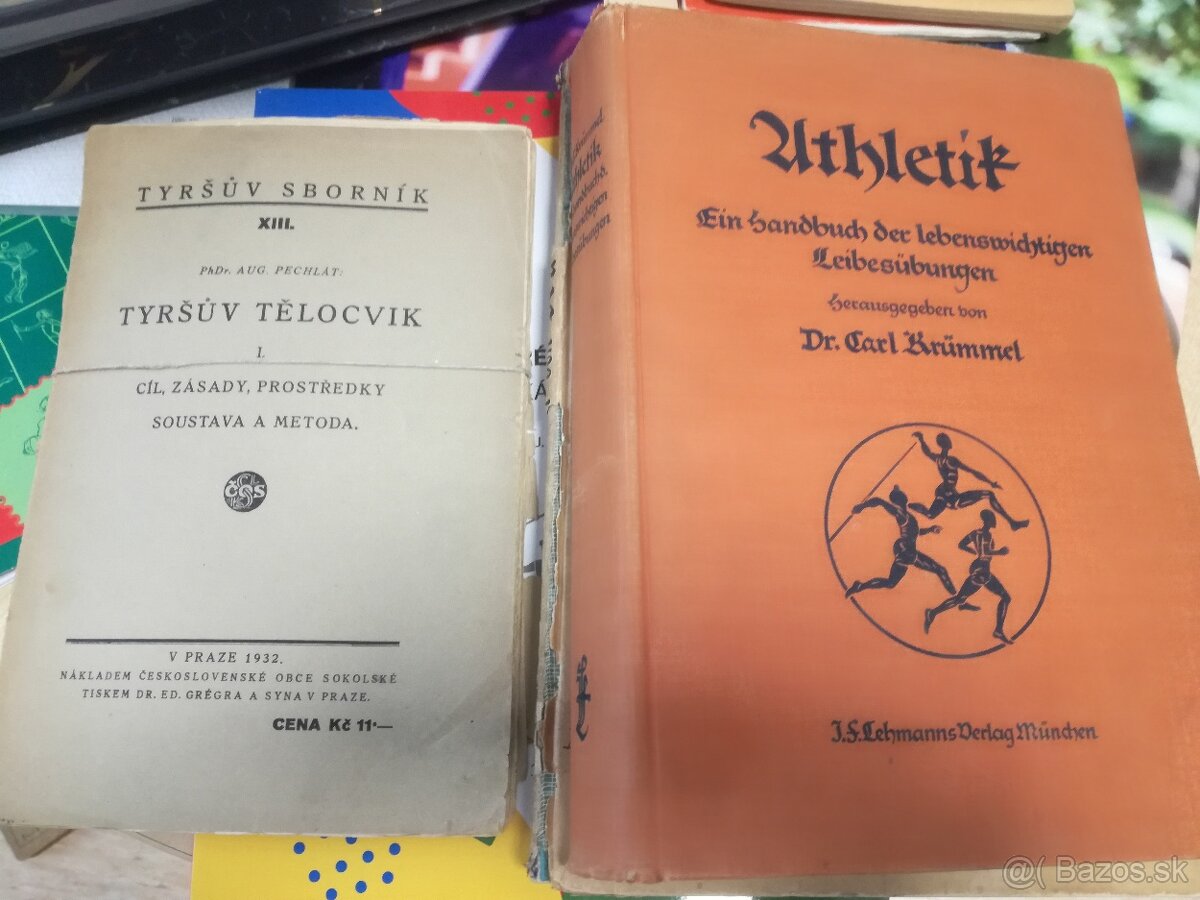 TYRŠŮV SBORNÍK
XIII.
PhDr. AUG. PECHLÁT:
TYRŠŮV TĚLOCVIK
I.
CÍL, ZÁSADY, PROSTŘEDKY
SOUSTAVA A METODA.
ČOS
V PRAZE 1932.
NÁKLADEM ČESKOSLOVENSKÉ OBCE SOKOLSKÉ
TISKEM DR. ED. GRÉGRA A SYNA V PRAZE.
CENA Kč 11·—
Athletik
Ein Handbuch der lebenswichtigen
Leibesübungen
Herausgegeben von
Dr. Carl Krümmel
J.F.Lehmanns Verlag München
@( Bazos.sk